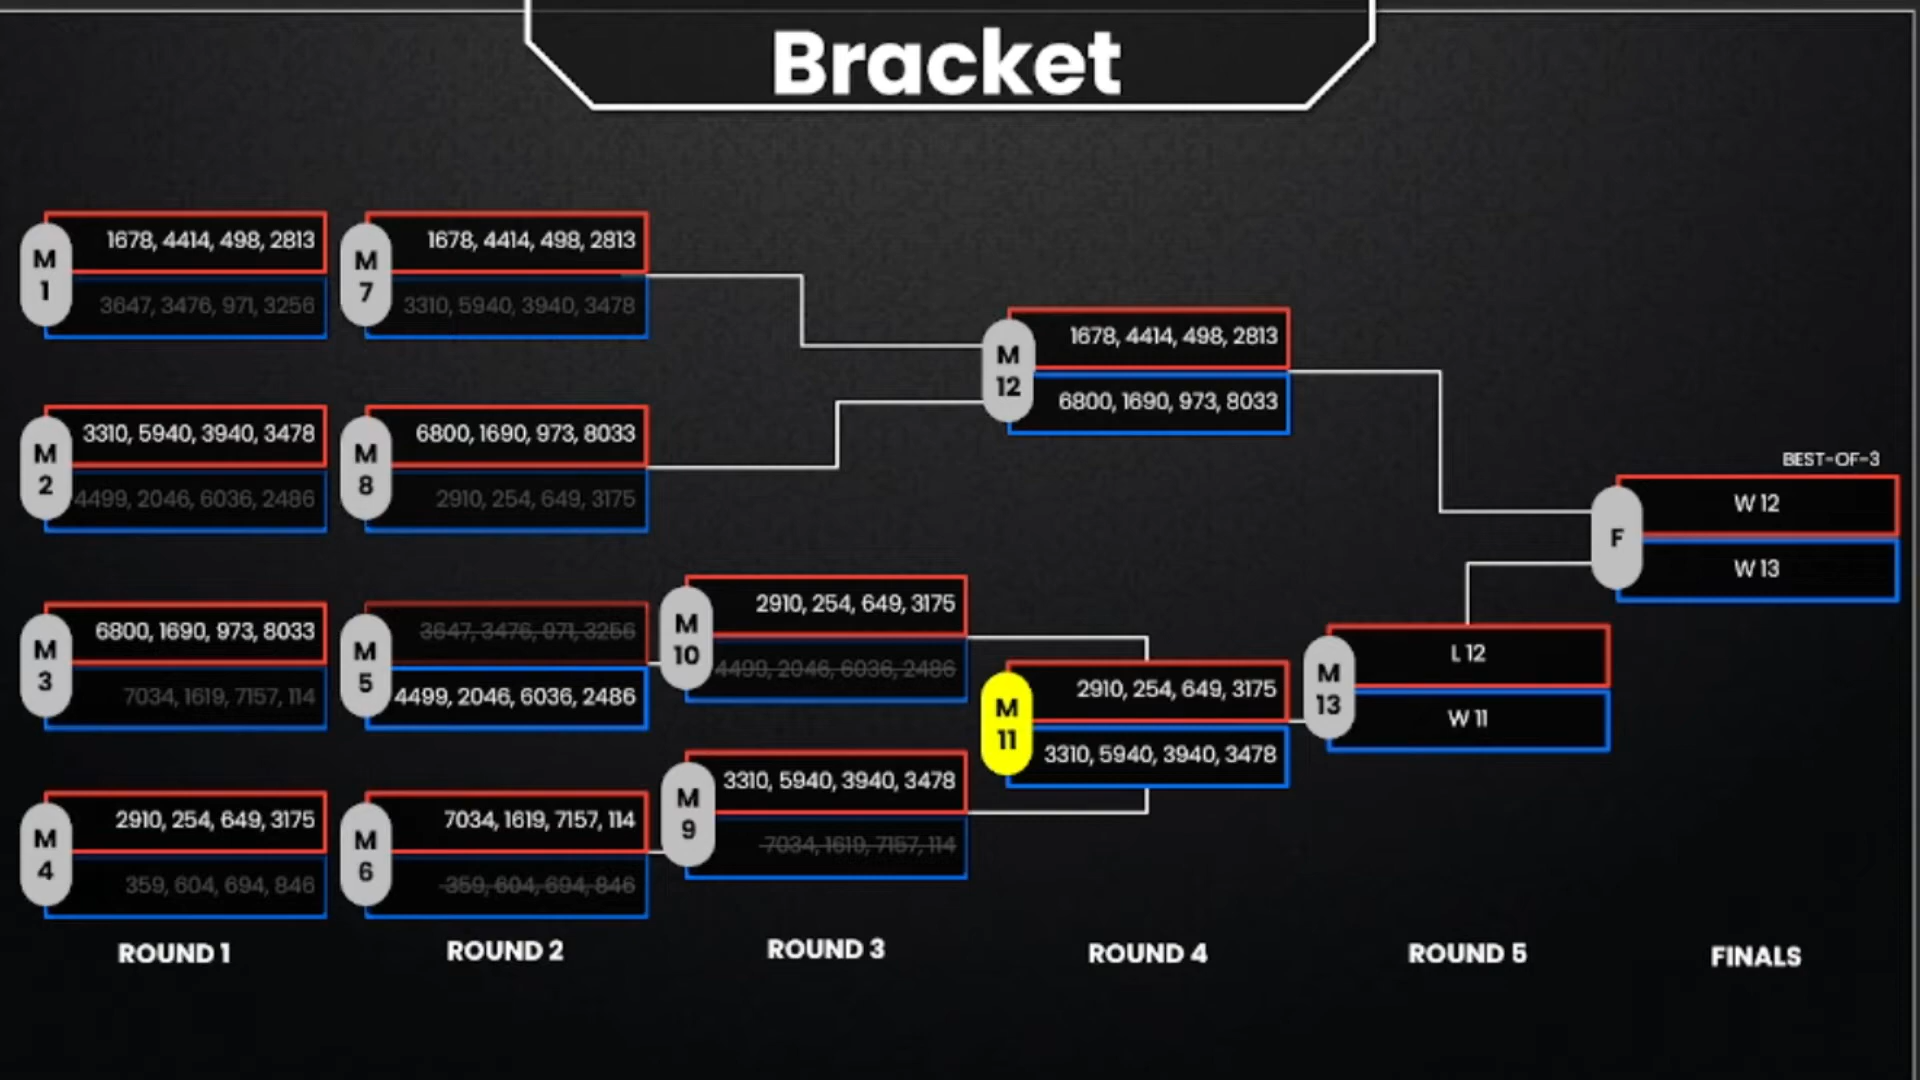 Bracket
M 1
1678, 4414, 498, 2813
3647, 3476, 971, 3256
M 2
3310, 5940, 3940, 3478
4499, 2046, 6036, 2486
M 3
6800, 1690, 973, 8033
7034, 1619, 7157, 114
M 4
2910, 254, 649, 3175
359, 604, 694, 846
ROUND 1
M 7
1678, 4414, 498, 2813
3310, 5940, 3940, 3478
M 8
6800, 1690, 973, 8033
2910, 254, 649, 3175
M 5
3647, 3476, 971, 3256
4499, 2046, 6036, 2486
M 6
7034, 1619, 7157, 114
359, 604, 694, 846
ROUND 2
M 10
2910, 254, 649, 3175
4499, 2046, 6036, 2486
M 9
3310, 5940, 3940, 3478
7034, 1619, 7157, 114
ROUND 3
M 12
1678, 4414, 498, 2813
6800, 1690, 973, 8033
M 11
2910, 254, 649, 3175
3310, 5940, 3940, 3478
ROUND 4
M 13
L 12
W 11
ROUND 5
BEST-OF-3
F
W 12
W 13
FINALS